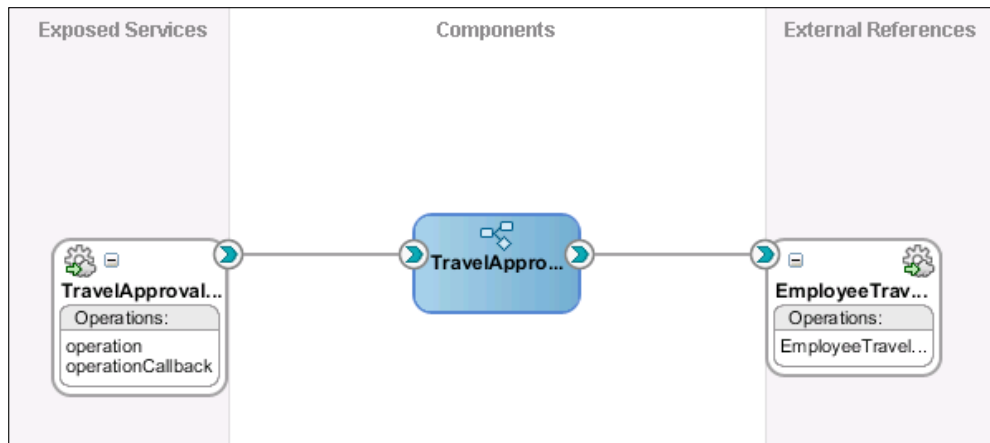 Exposed Services
Components
External References
TravelApproval...
Operations:
operation
operationCallback
TravelAppro...
EmployeeTrav...
Operations:
EmployeeTravel...